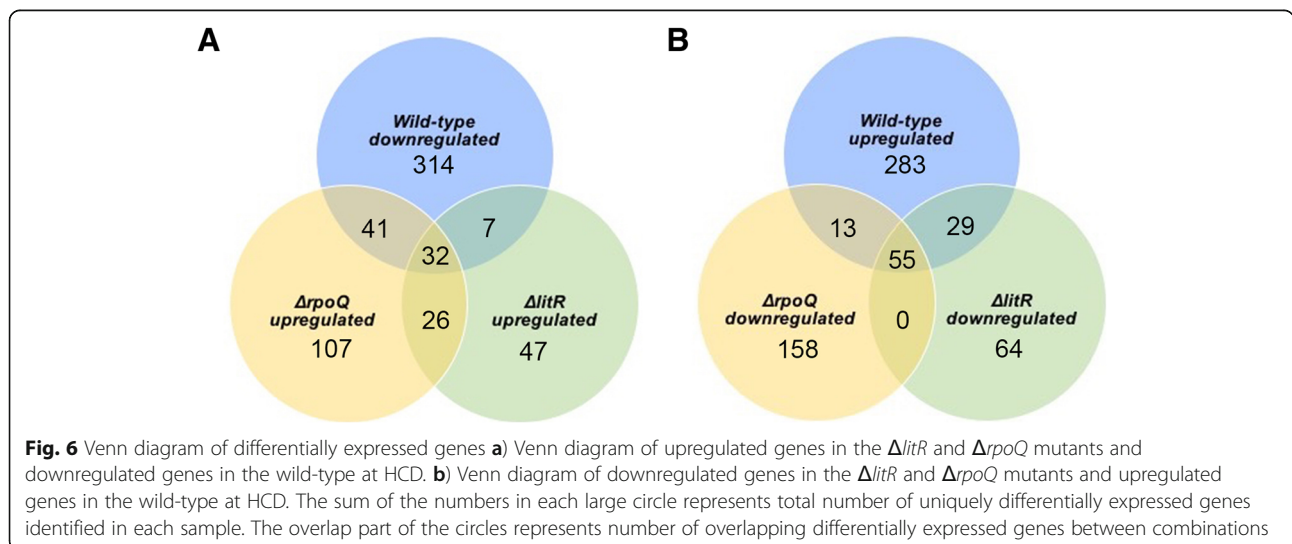 A
Wild-type
downregulated
314
41
7
32
ΔrpoQ
upregulated
107
26
ΔlitR
upregulated
47
B
Wild-type
upregulated
283
13
29
55
ΔrpoQ
downregulated
158
0
ΔlitR
downregulated
64
Fig. 6 Venn diagram of differentially expressed genes a) Venn diagram of upregulated genes in the ΔlitR and ΔrpoQ mutants and
downregulated genes in the wild-type at HCD. b) Venn diagram of downregulated genes in the ΔlitR and ΔrpoQ mutants and upregulated
genes in the wild-type at HCD. The sum of the numbers in each large circle represents total number of uniquely differentially expressed genes
identified in each sample. The overlap part of the circles represents number of overlapping differentially expressed genes between combinations